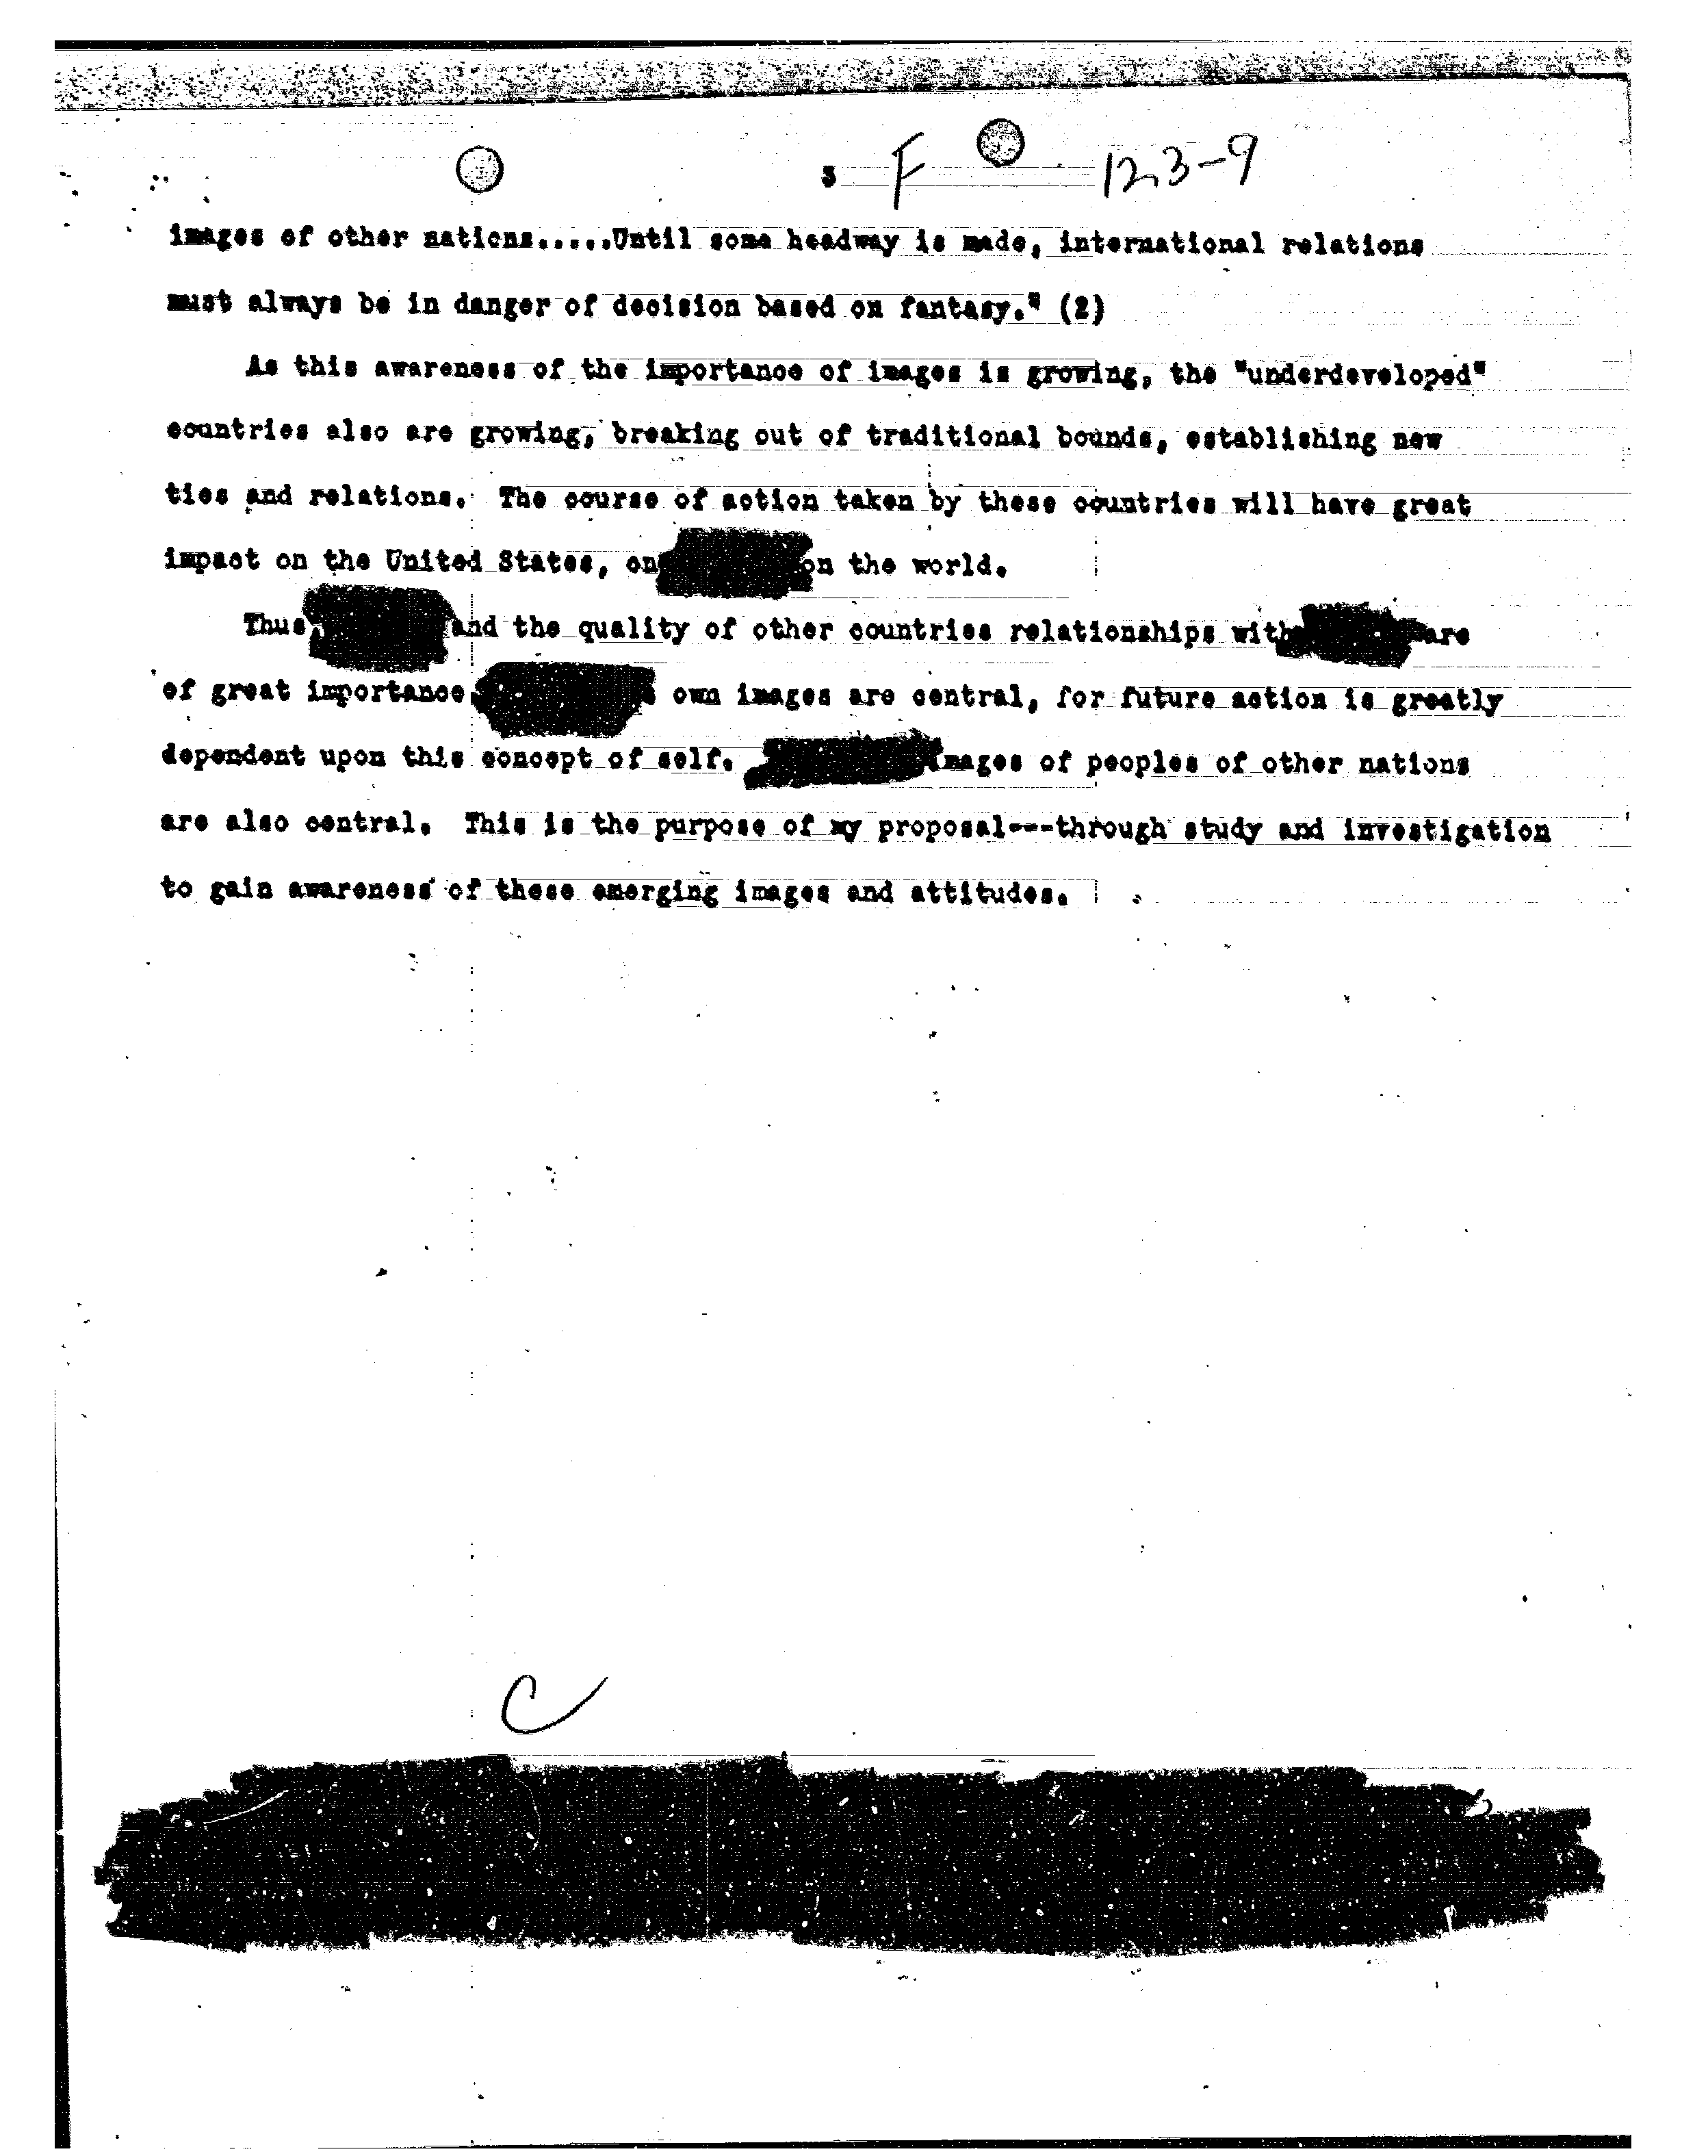 3 F 123-9
images of other nations.....Until some headway is made, international relations
must always be in danger of decision based on fantasy." (2)
As this awareness of the importance of images is growing, the "underdeveloped"
countries also are growing, breaking out of traditional bounds, establishing new
ties and relations. The course of action taken by these countries will have great
impact on the United States, on on the world.
Thus, and the quality of other countries relationships with are
of great importance own images are central, for future action is greatly
dependent upon this concept of self. images of peoples of other nations
are also central. This is the purpose of my proposal---through study and investigation
to gain awareness of these emerging images and attitudes.
C